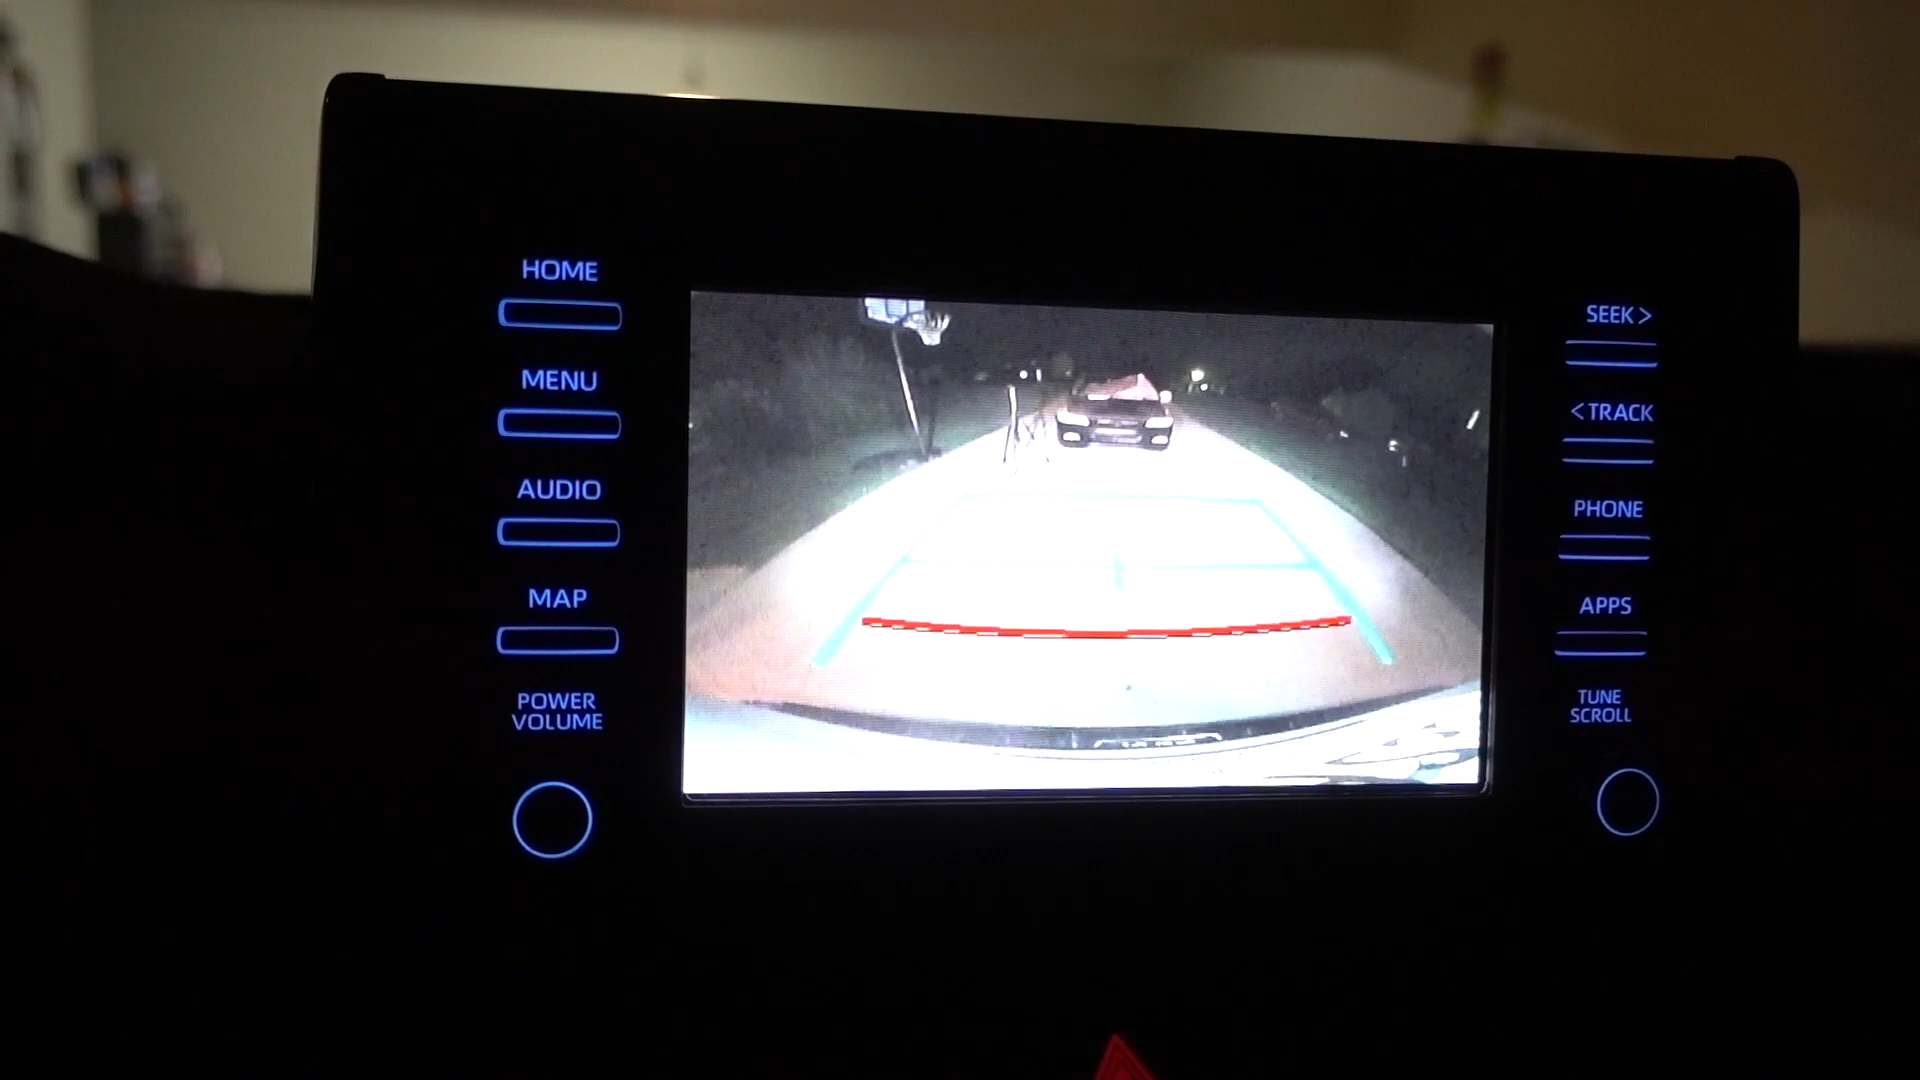 HOME
MENU
AUDIO
MAP
POWER
VOLUME
SEEK >
< TRACK
PHONE
APPS
TUNE
SCROLL